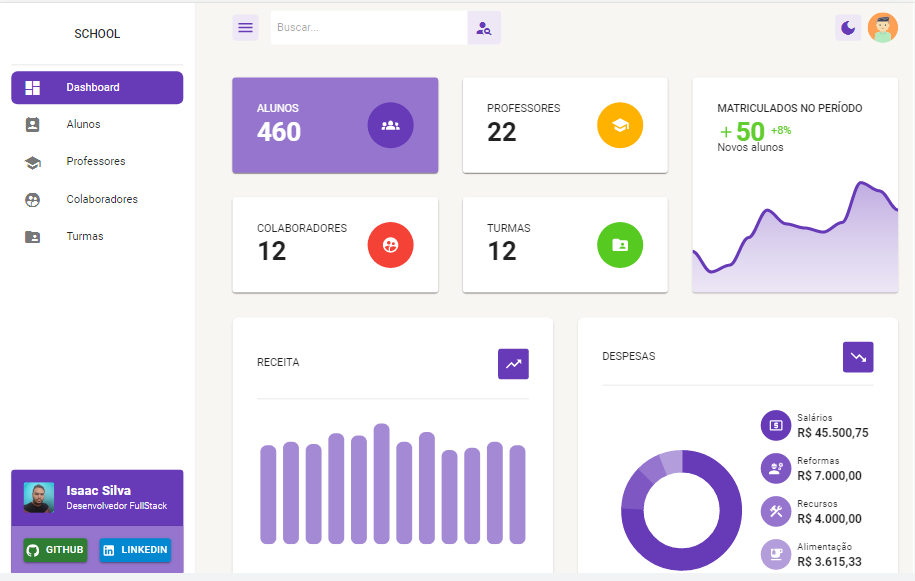 SCHOOL
Dashboard
Alunos
Professores
Colaboradores
Turmas
Isaac Silva
Desenvolvedor FullStack
GITHUB
LINKEDIN
Buscar...
ALUNOS
460
PROFESSORES
22
COLABORADORES
12
TURMAS
12
MATRICULADOS NO PERÍODO
+50 +8%
Novos alunos
RECEITA
DESPESAS
Salários
R$ 45.500,75
Reformas
R$ 7.000,00
Recursos
R$ 4.000,00
Alimentação
R$ 3.615,33